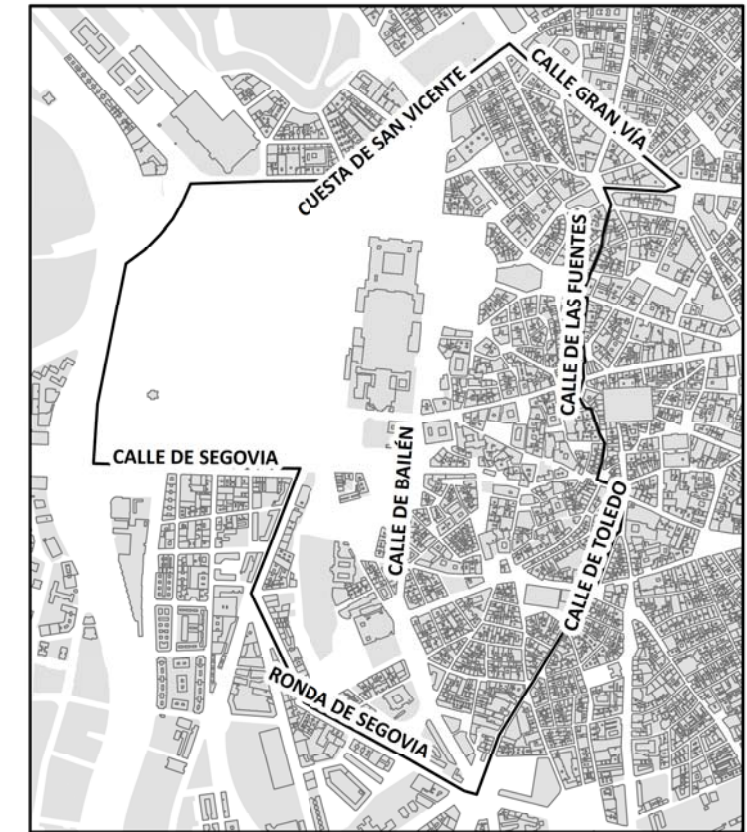 CUESTA DE SAN VICENTE
CALLE GRAN VÍA
CALLE DE LAS FUENTES
CALLE DE SEGOVIA
CALLE DE BAILÉN
CALLE DE TOLEDO
RONDA DE SEGOVIA